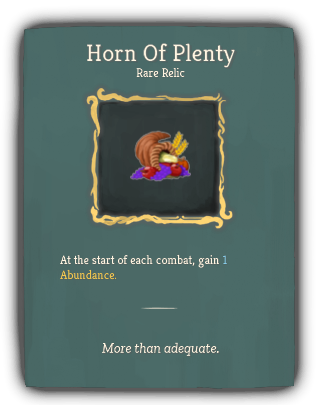 Horn Of Plenty
Rare Relic
At the start of each combat, gain 1
Abundance.
More than adequate.